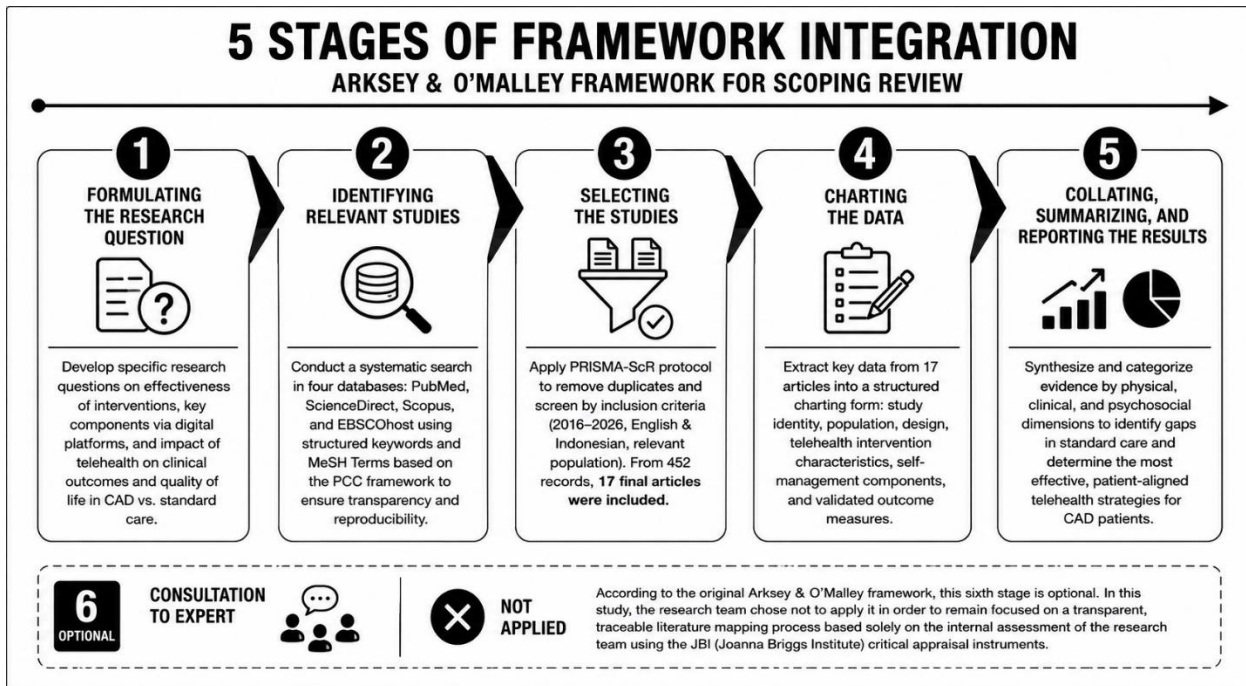 5 STAGES OF FRAMEWORK INTEGRATION
ARKSEY & O'MALLEY FRAMEWORK FOR SCOPING REVIEW
1
FORMULATING
THE RESEARCH
QUESTION
?
Develop specific research
questions on effectiveness
of interventions, key
components via digital
platforms, and impact of
telehealth on clinical
outcomes and quality of
life in CAD vs. standard
care.
2
IDENTIFYING
RELEVANT STUDIES
Conduct a systematic search
in four databases: PubMed,
ScienceDirect, Scopus,
and EBSCOhost using
structured keywords and
MeSH Terms based on
the PCC framework to
ensure transparency and
reproducibility.
3
SELECTING
THE STUDIES
Apply PRISMA-ScR protocol
to remove duplicates and
screen by inclusion criteria
(2016–2026, English &
Indonesian, relevant
population). From 452
records, 17 final articles
were included.
4
CHARTING
THE DATA
Extract key data from 17
articles into a structured
charting form: study
identity, population, design,
telehealth intervention
characteristics, self-
management components,
and validated outcome
measures.
5
COLLATING,
SUMMARIZING, AND
REPORTING THE RESULTS
Synthesize and categorize
evidence by physical,
clinical, and psychosocial
dimensions to identify gaps
in standard care and
determine the most
effective, patient-aligned
telehealth strategies for
CAD patients.
6
OPTIONAL
CONSULTATION
TO EXPERT
NOT
APPLIED
According to the original Arksey & O'Malley framework, this sixth stage is optional. In this
study, the research team chose not to apply it in order to remain focused on a transparent,
traceable literature mapping process based solely on the internal assessment of the research
team using the JBI (Joanna Briggs Institute) critical appraisal instruments.